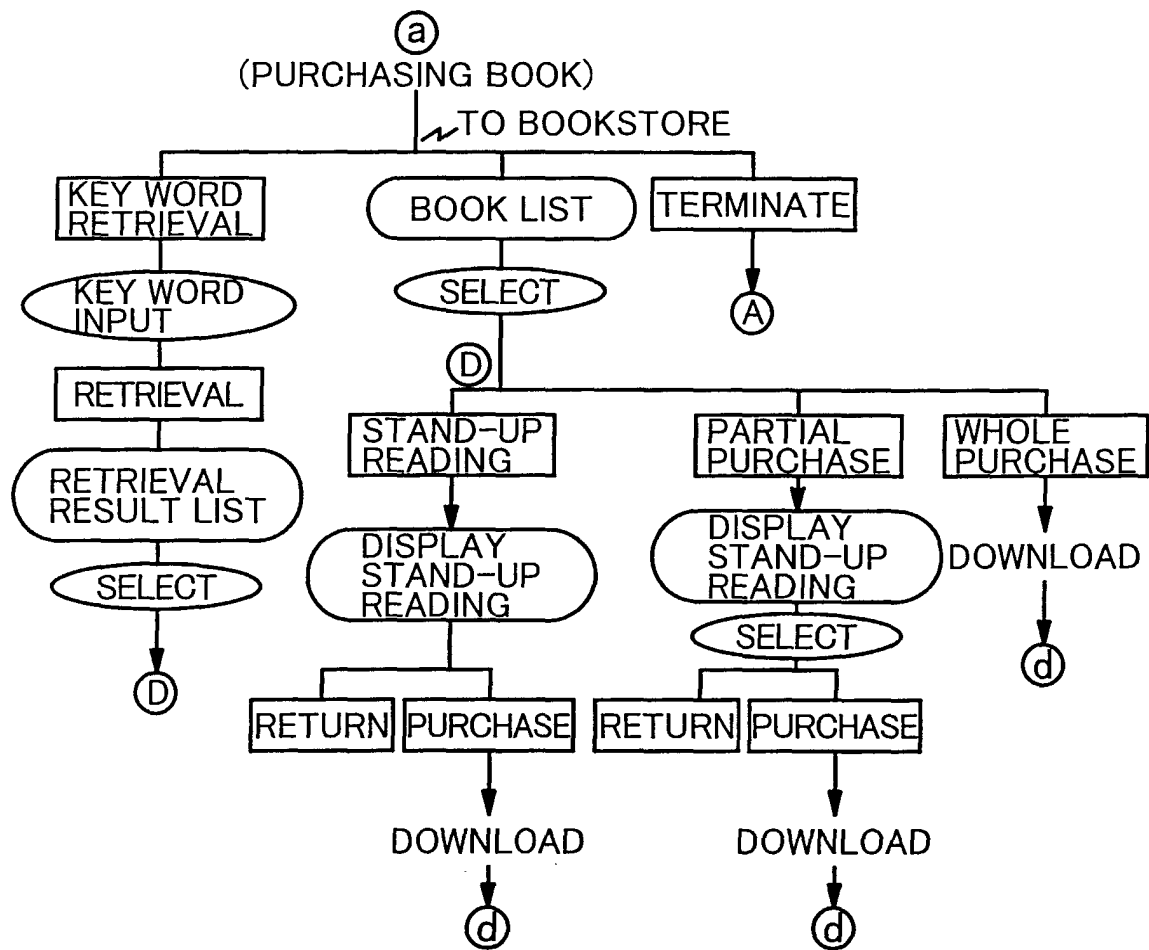 a
(PURCHASING BOOK)
TO BOOKSTORE
KEY WORD
RETRIEVAL
BOOK LIST
TERMINATE
KEY WORD
INPUT
SELECT
A
RETRIEVAL
D
STAND-UP
READING
PARTIAL
PURCHASE
WHOLE
PURCHASE
RETRIEVAL
RESULT LIST
DISPLAY
STAND-UP
READING
DISPLAY
STAND-UP
READING
DOWNLOAD
SELECT
SELECT
D
d
RETURN
PURCHASE
RETURN
PURCHASE
DOWNLOAD
DOWNLOAD
d
d